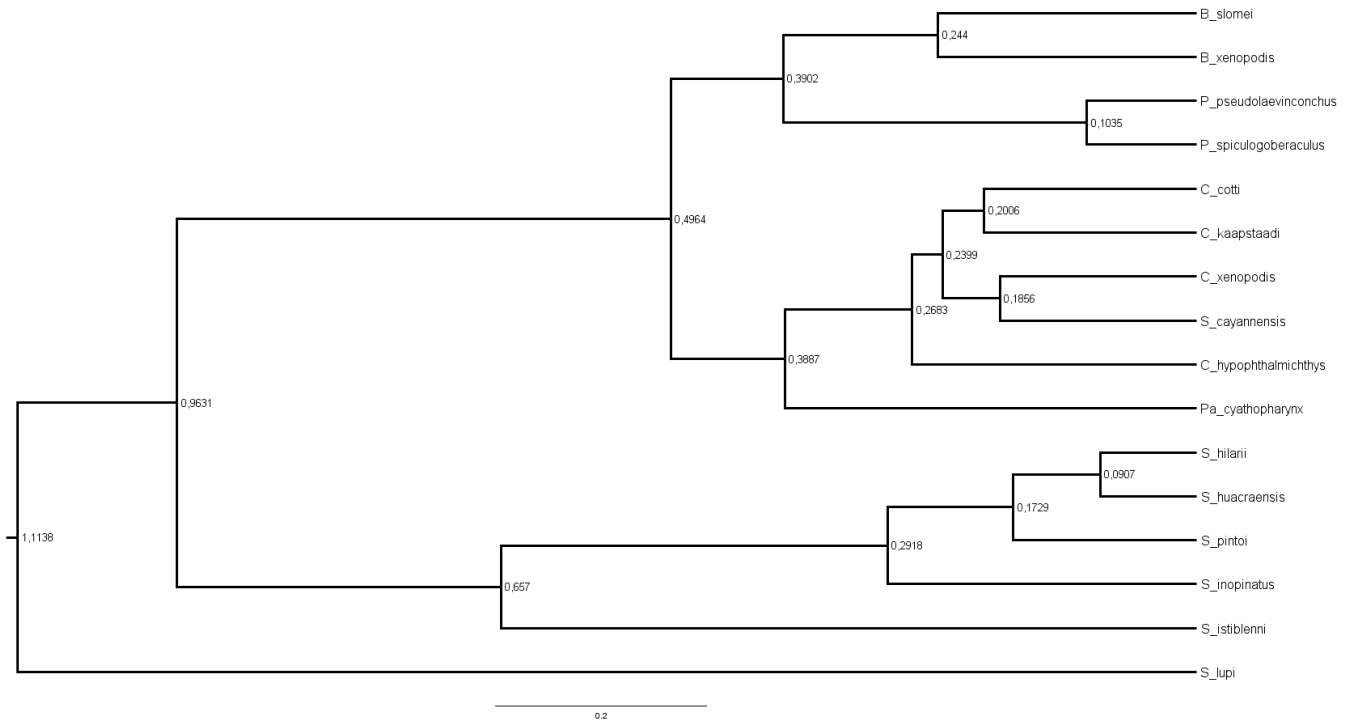 B_slomei
0,244
B_xenopodis
0,3902
P_pseudolaevinconchus
0,1035
P_spiculogoberaculus
C_cotti
0,2006
0,4964
C_kaapstaadi
0,2399
C_xenopodis
0,1856
0,2683
S_cayannensis
0,3887
C_hypophthalmichthys
0,9631
Pa_cyathopharynx
S_hilarii
0,0907
S_huacraensis
0,1729
1,1138
S_pintoi
0,2918
S_inopinatus
0,657
S_istiblenni
S_lupi
0.2